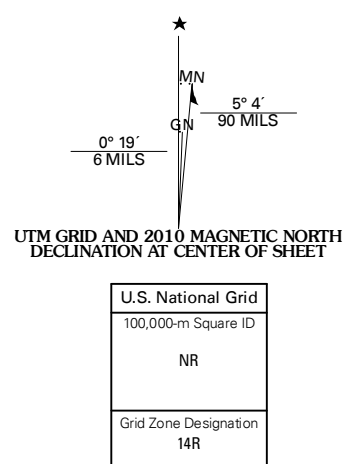 MN
GN
5° 4´
90 MILS
0° 19´
6 MILS
UTM GRID AND 2010 MAGNETIC NORTH
DECLINATION AT CENTER OF SHEET
U.S. National Grid
100,000-m Square ID
NR
Grid Zone Designation
14R